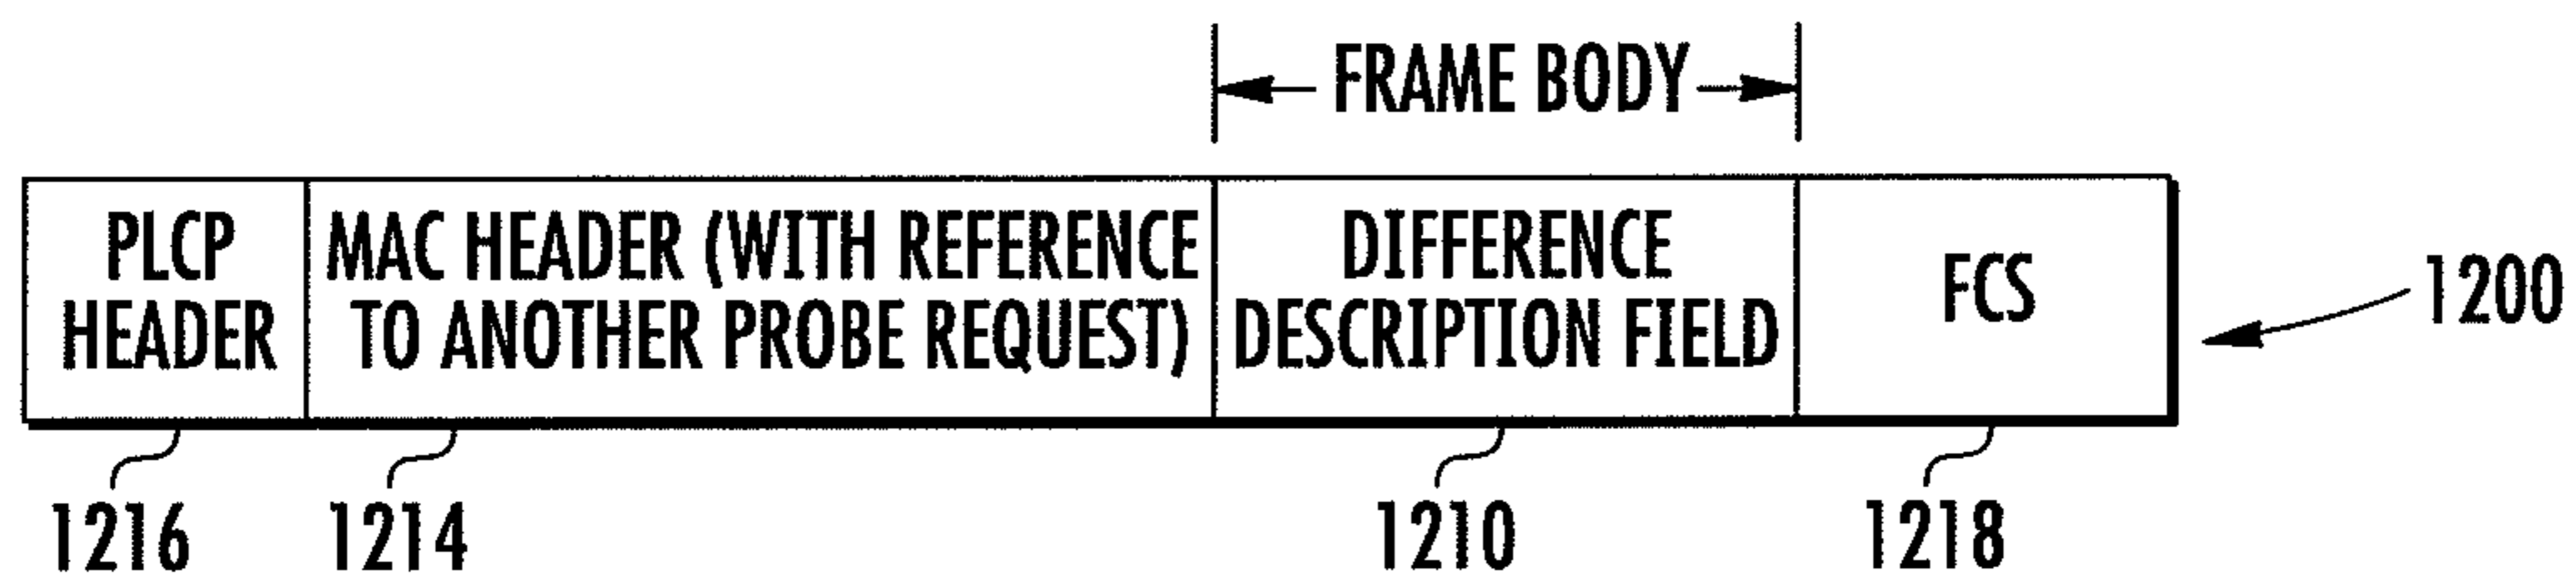 FRAME BODY
PLCP
HEADER
MAC HEADER (WITH REFERENCE
TO ANOTHER PROBE REQUEST)
DIFFERENCE
DESCRIPTION FIELD
FCS
1200
1216
1214
1210
1218